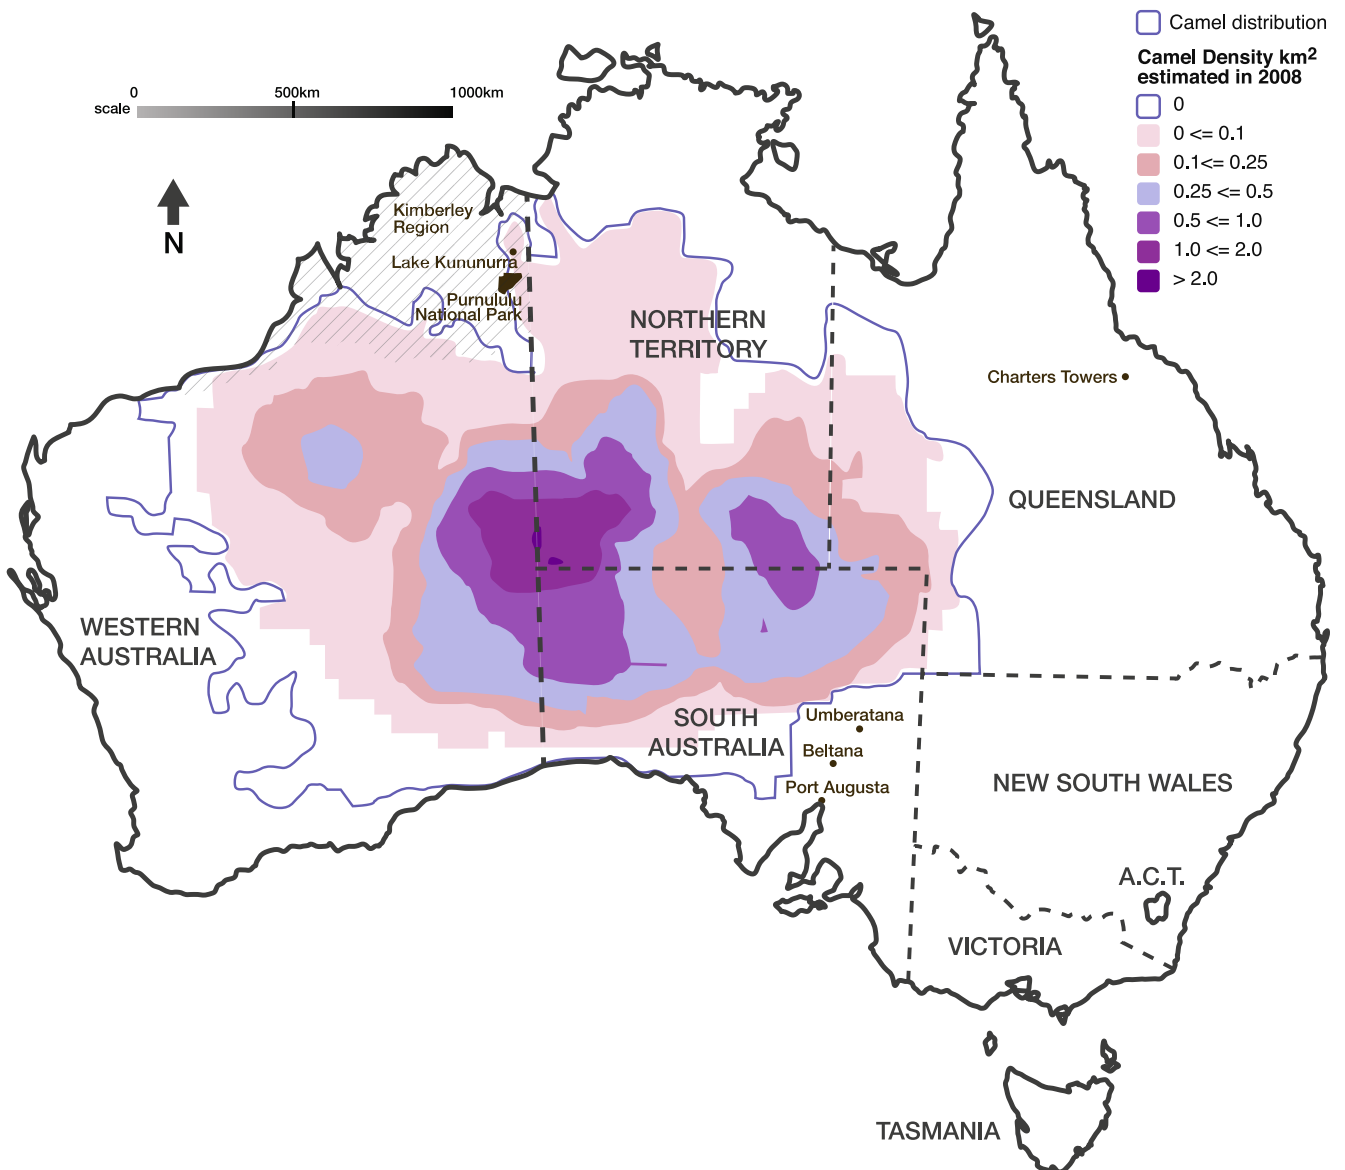 Camel distribution
Camel Density km2
estimated in 2008
0
0 <= 0.1
0.1<= 0.25
0.25 <= 0.5
0.5 <= 1.0
1.0 <= 2.0
> 2.0
0 500km 1000km
scale
N
Kimberley
Region
Lake Kununurra
Purnululu
National Park
NORTHERN
TERRITORY
Charters Towers
QUEENSLAND
WESTERN
AUSTRALIA
SOUTH
AUSTRALIA
Umberatana
Beltana
Port Augusta
NEW SOUTH WALES
A.C.T.
VICTORIA
TASMANIA